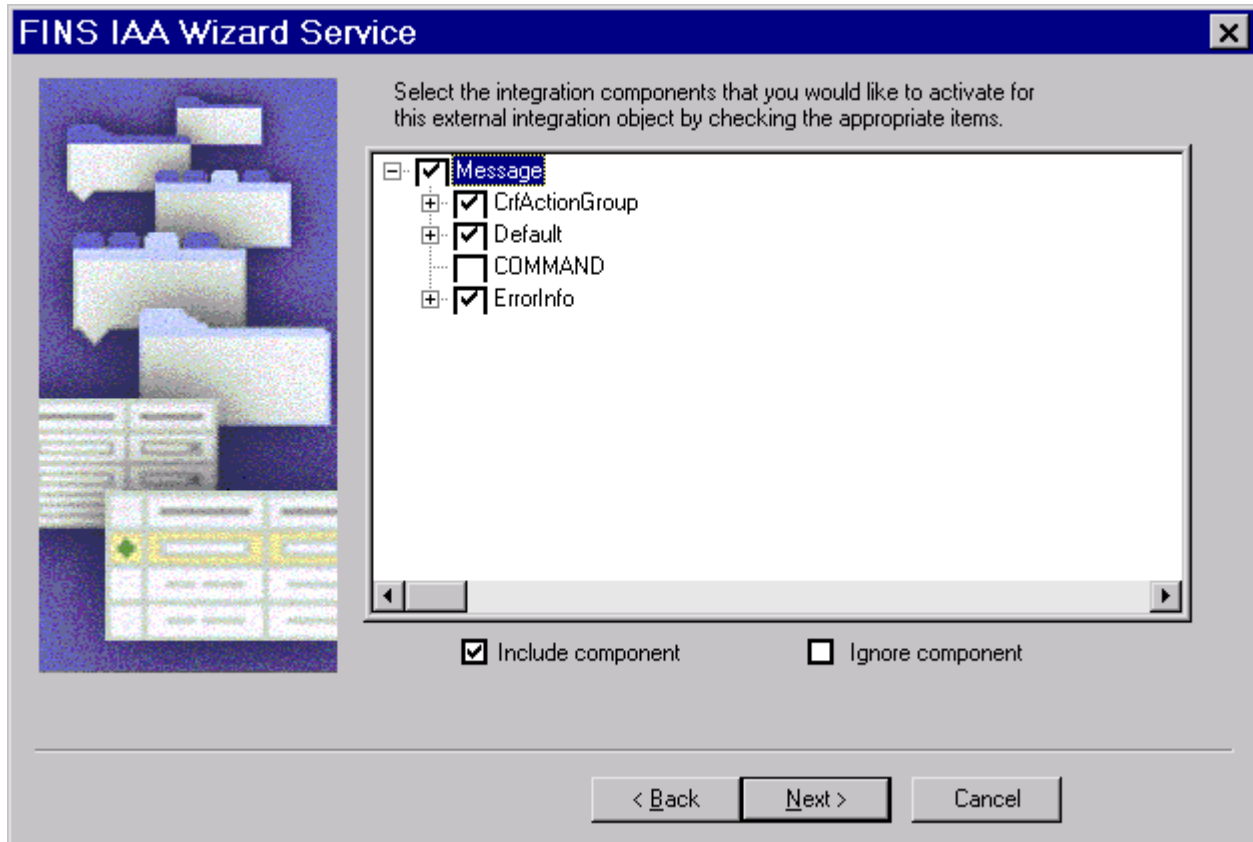 FINS IAA Wizard Service
Select the integration components that you would like to activate for
this external integration object by checking the appropriate items.
Message
CrfActionGroup
Default
COMMAND
ErrorInfo
Include component
Ignore component
< Back
Next >
Cancel